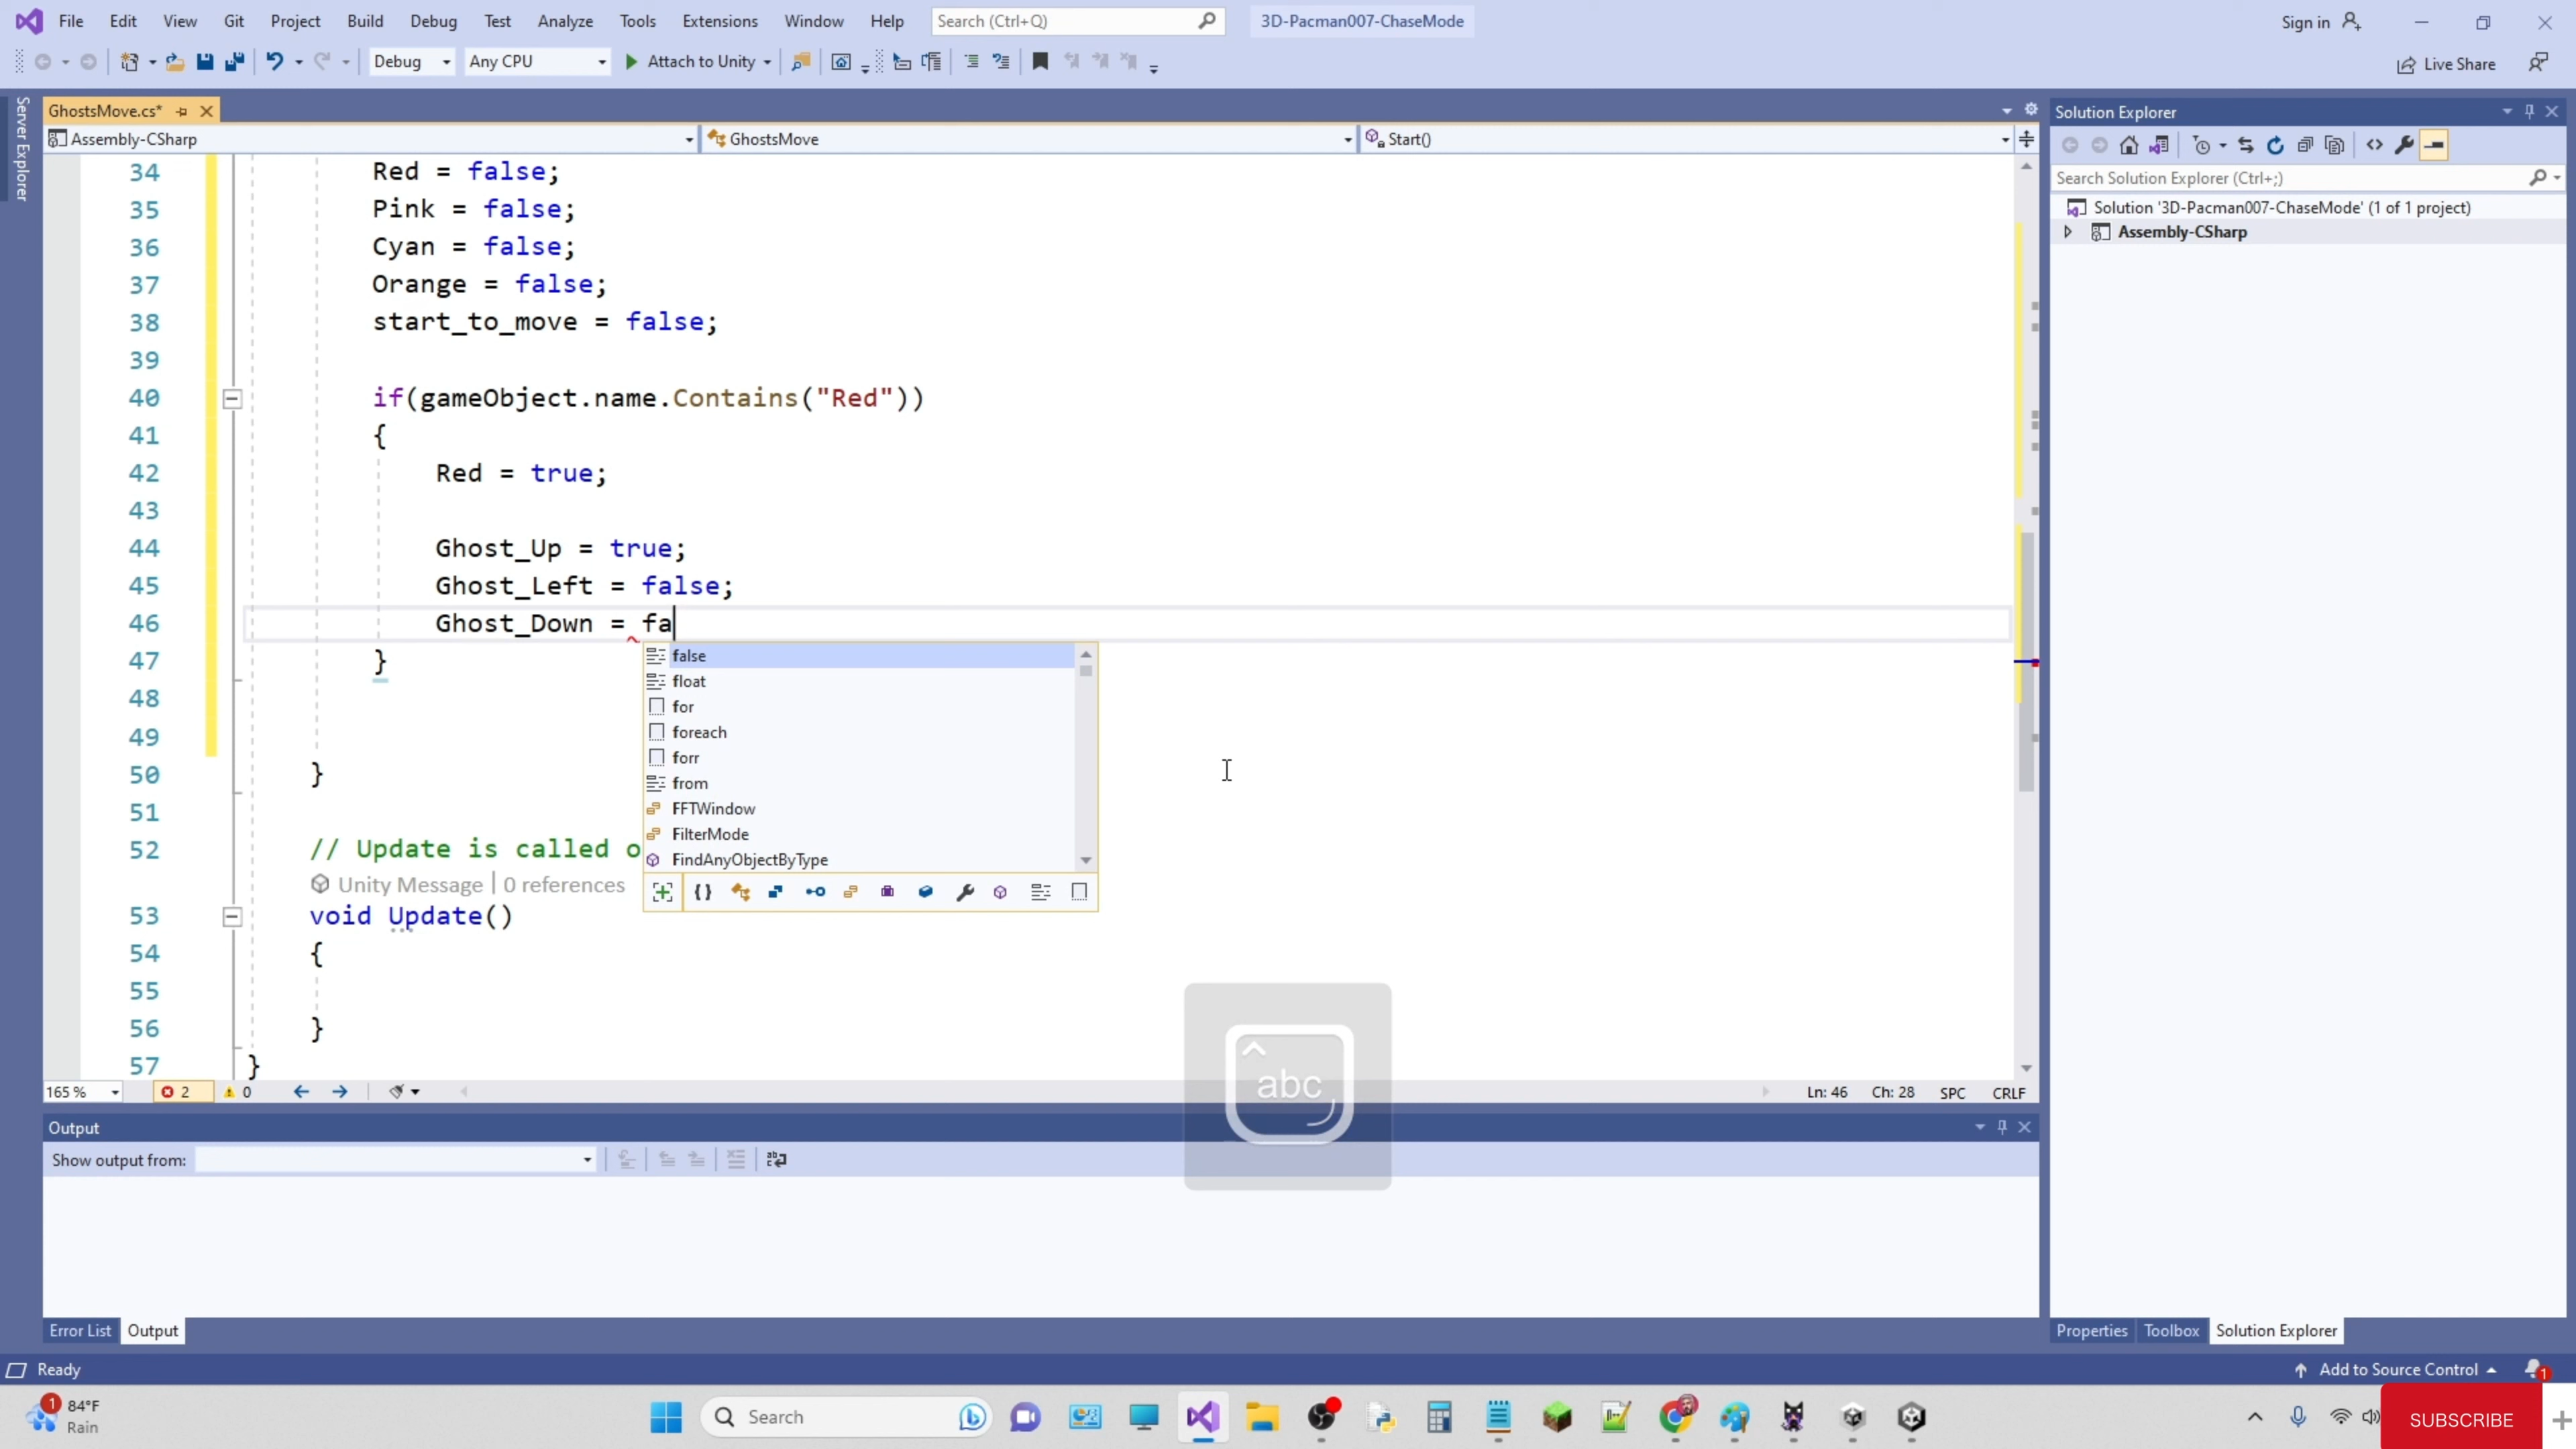 File Edit View Git Project Build Debug Test Analyze Tools Extensions Window Help Search (Ctrl+Q) 3D-Pacman007-ChaseMode Sign in
Debug Any CPU Attach to Unity Live Share
Server Explorer
GhostsMove.cs*
Assembly-CSharp GhostsMove Start()
34 Red = false;
35 Pink = false;
36 Cyan = false;
37 Orange = false;
38 start_to_move = false;
39
40 if(gameObject.name.Contains("Red"))
41 {
42 Red = true;
43
44 Ghost_Up = true;
45 Ghost_Left = false;
46 Ghost_Down = fa
47 }
48
49
50 }
51
52 // Update is called o
Unity Message | 0 references
53 void Update()
54 {
55
56 }
57 }
false
float
for
foreach
forr
from
FFTWindow
FilterMode
FindAnyObjectByType
abc
165 % 2 0 Ln: 46 Ch: 28 SPC CRLF
Output
Show output from:
Error List Output
Solution Explorer
Search Solution Explorer (Ctrl+;)
Solution '3D-Pacman007-ChaseMode' (1 of 1 project)
Assembly-CSharp
Properties Toolbox Solution Explorer
Ready Add to Source Control 1
1 84°F
Rain
Search
SUBSCRIBE